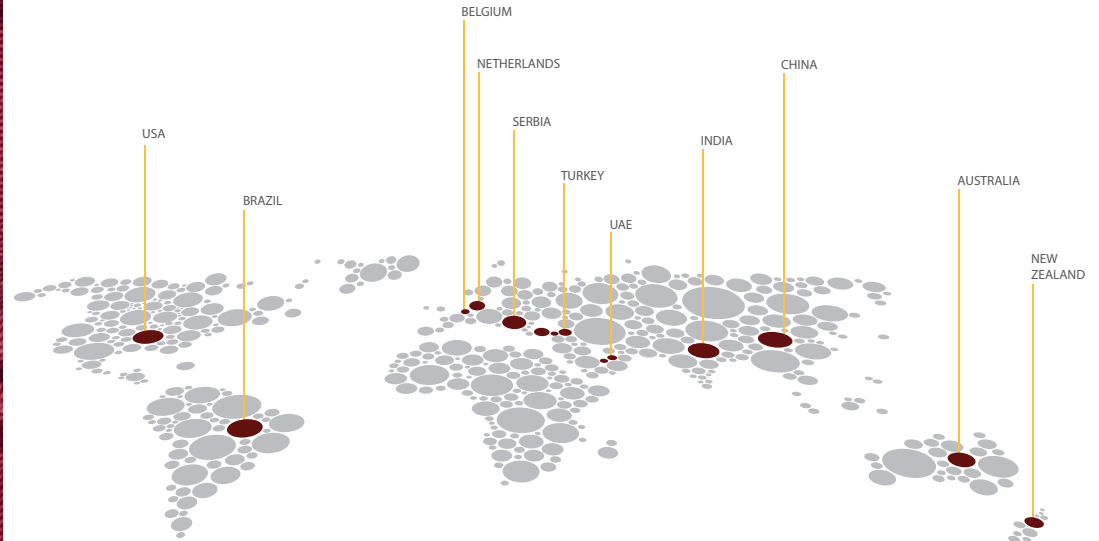 BELGIUM
NETHERLANDS
CHINA
SERBIA
USA
INDIA
TURKEY
AUSTRALIA
BRAZIL
UAE
NEW
ZEALAND